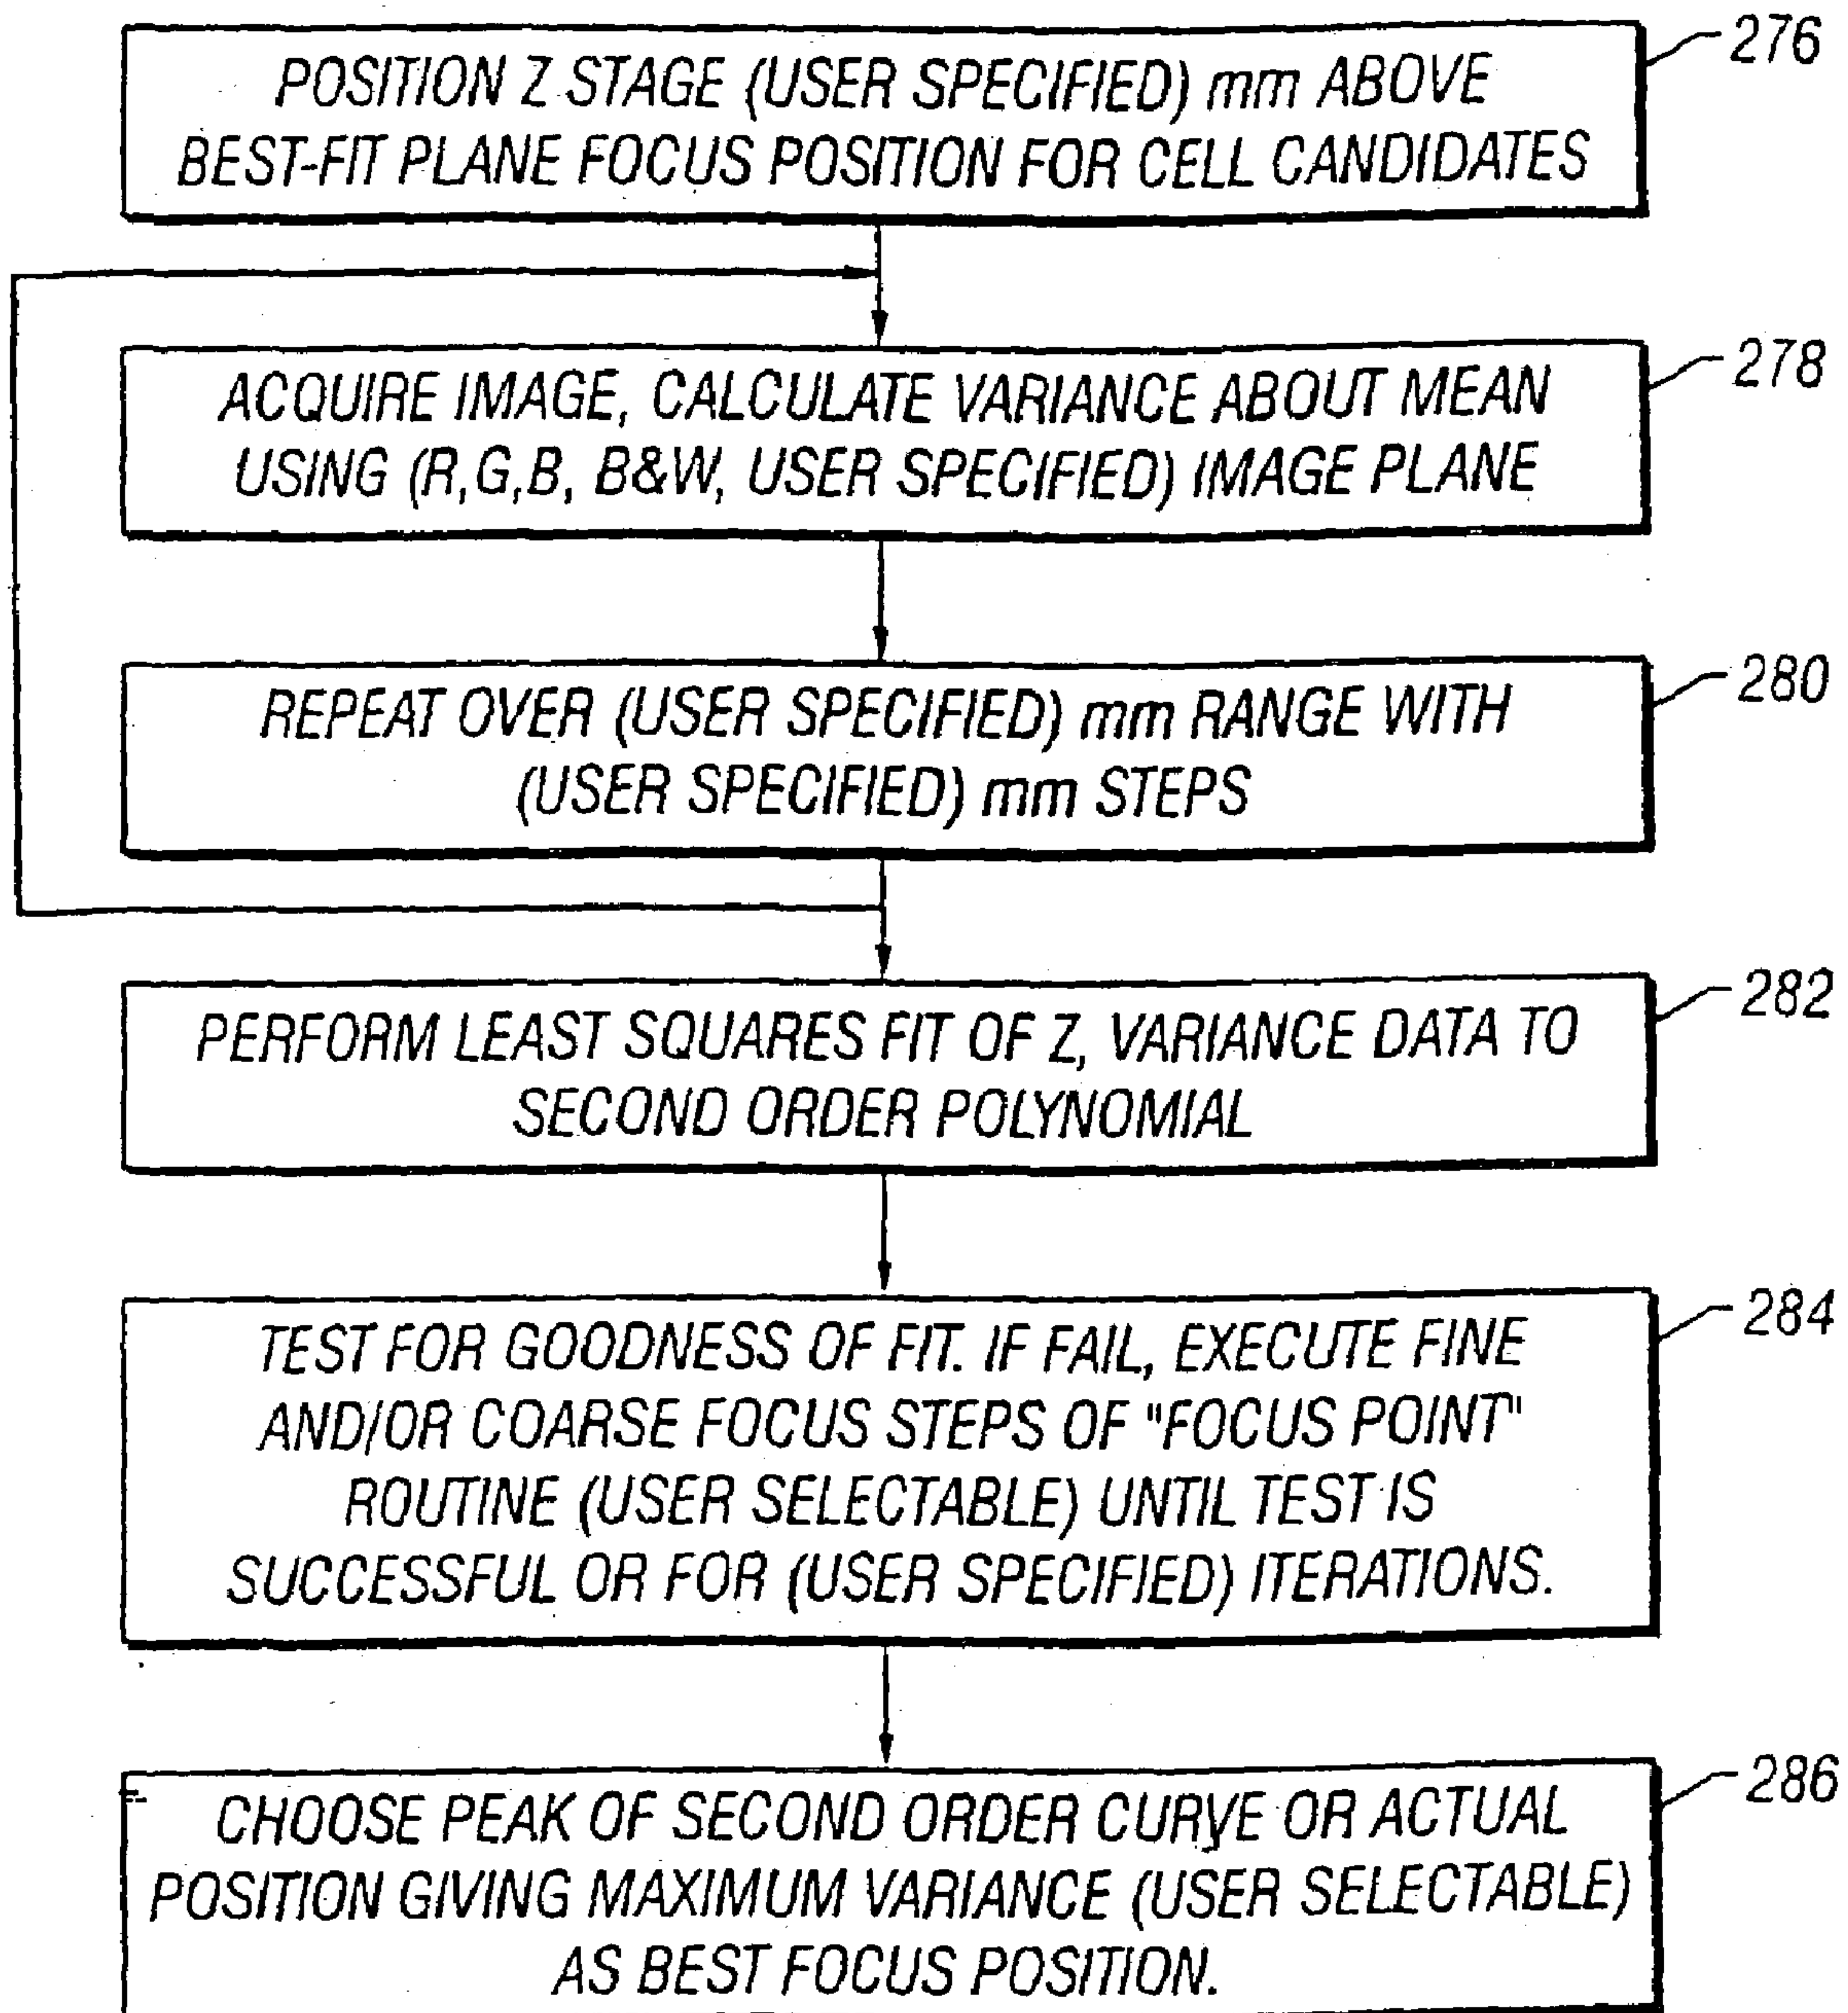 POSITION Z STAGE (USER SPECIFIED) mm ABOVE
BEST-FIT PLANE FOCUS POSITION FOR CELL CANDIDATES
276
ACQUIRE IMAGE, CALCULATE VARIANCE ABOUT MEAN
USING (R,G,B, B&W, USER SPECIFIED) IMAGE PLANE
278
REPEAT OVER (USER SPECIFIED) mm RANGE WITH
(USER SPECIFIED) mm STEPS
280
PERFORM LEAST SQUARES FIT OF Z, VARIANCE DATA TO
SECOND ORDER POLYNOMIAL
282
TEST FOR GOODNESS OF FIT. IF FAIL, EXECUTE FINE
AND/OR COARSE FOCUS STEPS OF "FOCUS POINT"
ROUTINE (USER SELECTABLE) UNTIL TEST IS
SUCCESSFUL OR FOR (USER SPECIFIED) ITERATIONS.
284
CHOOSE PEAK OF SECOND ORDER CURVE OR ACTUAL
POSITION GIVING MAXIMUM VARIANCE (USER SELECTABLE)
AS BEST FOCUS POSITION.
286